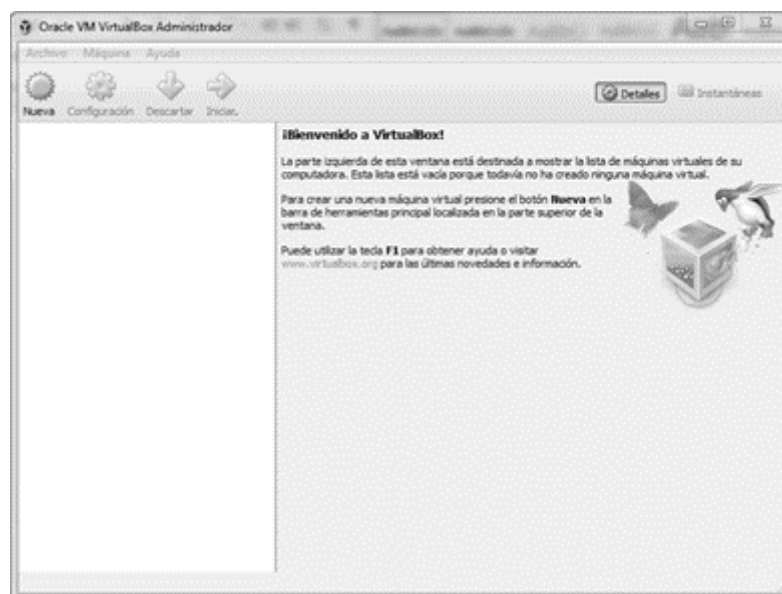 Oracle VM VirtualBox Administrador
Archivo Máquina Ayuda
Nueva Configuración Descartar Iniciar.
Detalles Instantáneas
¡Bienvenido a VirtualBox!
La parte izquierda de esta ventana está destinada a mostrar la lista de máquinas virtuales de su
computadora. Esta lista está vacía porque todavía no ha creado ninguna máquina virtual.
Para crear una nueva máquina virtual presione el botón Nueva en la
barra de herramientas principal localizada en la parte superior de la
ventana.
Puede utilizar la tecla F1 para obtener ayuda o visitar
www.virtualbox.org para las últimas novedades e información.